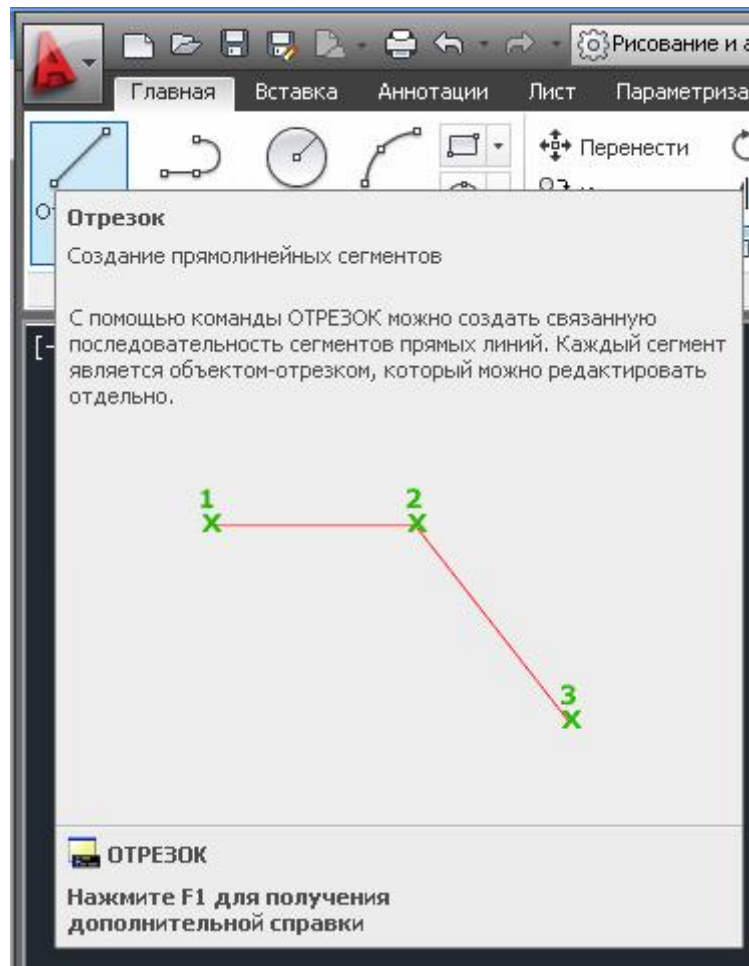 Рисование и а
Главная Вставка Аннотации Лист Параметриза
Перенести
Отрезок
Создание прямолинейных сегментов
С помощью команды ОТРЕЗОК можно создать связанную
последовательность сегментов прямых линий. Каждый сегмент
является объектом-отрезком, который можно редактировать
отдельно.
1 2
3
ОТРЕЗОК
Нажмите F1 для получения
дополнительной справки